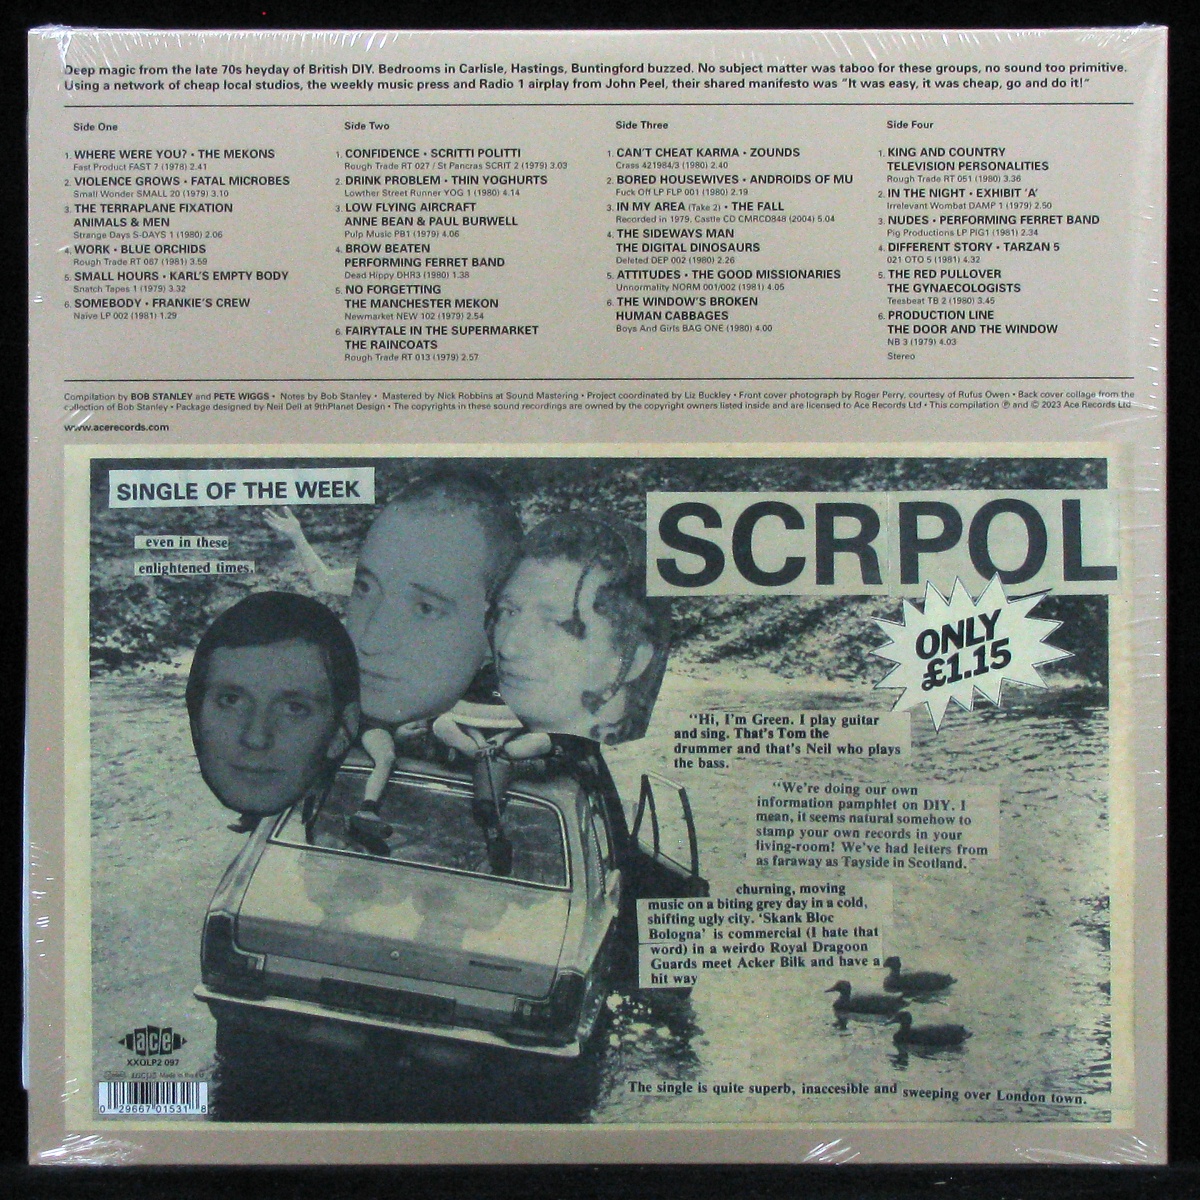 Deep magic from the late 70s heyday of British DIY. Bedrooms in Carlisle, Hastings, Buntingford buzzed. No subject matter was taboo for these groups, no sound too primitive.
Using a network of cheap local studios, the weekly music press and Radio 1 airplay from John Peel, their shared manifesto was "It was easy, it was cheap, go and do it!"
Side One
1. WHERE WERE YOU? • THE MEKONS
Fast Product FAST 7 (1978) 2.41
2. VIOLENCE GROWS • FATAL MICROBES
Small Wonder SMALL 20 (1979) 3.10
3. THE TERRAPLANE FIXATION
ANIMALS & MEN
Strange Days S-DAYS 1 (1980) 2.06
4. WORK • BLUE ORCHIDS
Rough Trade RT 067 (1981) 3.59
5. SMALL HOURS • KARL'S EMPTY BODY
Snatch Tapes 1 (1979) 3.32
6. SOMEBODY • FRANKIE'S CREW
Naive LP 002 (1981) 1.29
Side Two
1. CONFIDENCE • SCRITTI POLITTI
Rough Trade RT 027 / St Pancras SCRIT 2 (1979) 3.03
2. DRINK PROBLEM • THIN YOGHURTS
Lowther Street Runner YOG 1 (1980) 4.14
3. LOW FLYING AIRCRAFT
ANNE BEAN & PAUL BURWELL
Pulp Music PB1 (1979) 4.06
4. BROW BEATEN
PERFORMING FERRET BAND
Dead Hippy DHR3 (1980) 1.38
5. NO FORGETTING
THE MANCHESTER MEKON
Newmarket NEW 102 (1979) 2.54
6. FAIRYTALE IN THE SUPERMARKET
THE RAINCOATS
Rough Trade RT 013 (1979) 2.57
Side Three
1. CAN'T CHEAT KARMA • ZOUNDS
Crass 421984/3 (1980) 2.40
2. BORED HOUSEWIVES • ANDROIDS OF MU
Fuck Off LP FLP 001 (1980) 2.19
3. IN MY AREA (Take 2) • THE FALL
Recorded in 1979. Castle CD CMRCD848 (2004) 5.04
4. THE SIDEWAYS MAN
THE DIGITAL DINOSAURS
Deleted DEP 002 (1980) 2.26
5. ATTITUDES • THE GOOD MISSIONARIES
Unnormality NORM 001/002 (1981) 4.05
6. THE WINDOW'S BROKEN
HUMAN CABBAGES
Boys And Girls BAG ONE (1980) 4.00
Side Four
1. KING AND COUNTRY
TELEVISION PERSONALITIES
Rough Trade RT 051 (1980) 3.36
2. IN THE NIGHT • EXHIBIT 'A'
Irrelevant Wombat DAMP 1 (1979) 2.50
3. NUDES • PERFORMING FERRET BAND
Pig Productions LP PIG1 (1981) 2.34
4. DIFFERENT STORY • TARZAN 5
021 OTO 5 (1981) 4.32
5. THE RED PULLOVER
THE GYNAECOLOGISTS
Teesbeat TB 2 (1980) 3.45
6. PRODUCTION LINE
THE DOOR AND THE WINDOW
NB 3 (1979) 4.03
Stereo
Compilation by BOB STANLEY and PETE WIGGS • Notes by Bob Stanley • Mastered by Nick Robbins at Sound Mastering • Project coordinated by Liz Buckley • Front cover photograph by Roger Perry, courtesy of Rufus Owen • Back cover collage from the
collection of Bob Stanley • Package designed by Neil Dell at 9thPlanet Design • The copyrights in these sound recordings are owned by the copyright owners listed inside and are licensed to Ace Records Ltd • This compilation ℗ and © 2023 Ace Records Ltd
www.acerecords.com
SINGLE OF THE WEEK
even in these
enlightened times.
SCRPOL
ONLY
£1.15
"Hi, I'm Green. I play guitar
and sing. That's Tom the
drummer and that's Neil who plays
the bass.
"We're doing our own
information pamphlet on DIY. I
mean, it seems natural somehow to
stamp your own records in your
living-room! We've had letters from
as faraway as Tayside in Scotland."
churning, moving
music on a biting grey day in a cold,
shifting ugly city. 'Skank Bloc
Bologna' is commercial (I hate that
word) in a weirdo Royal Dragoon
Guards meet Acker Bilk and have a
hit way
The single is quite superb, inaccesible and sweeping over London town.
ace
XXQLP2 097
Made in the EU
0 29667 01531 8